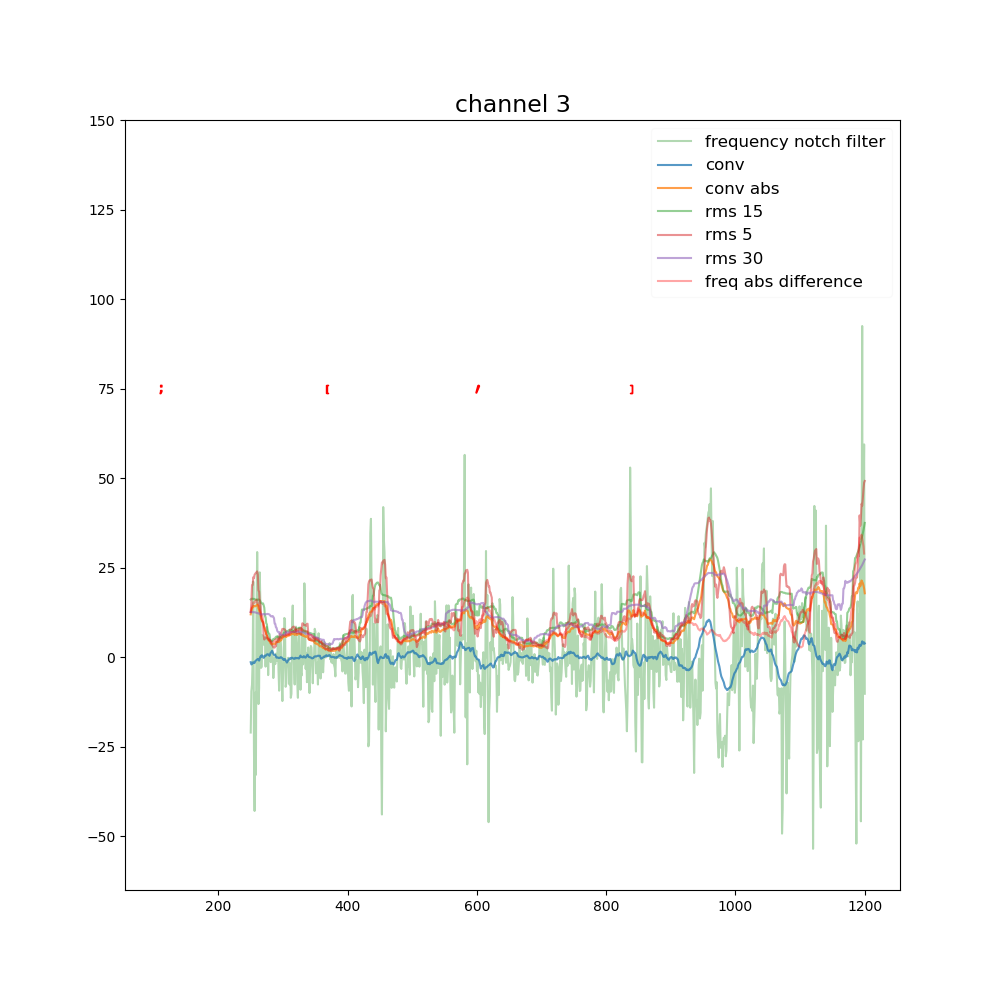 channel 3
150
frequency notch filter
conv
conv abs
rms 15
rms 5
rms 30
freq abs difference
125
100
75
; [ / ]
50
25
0
−25
−50
200 400 600 800 1000 1200